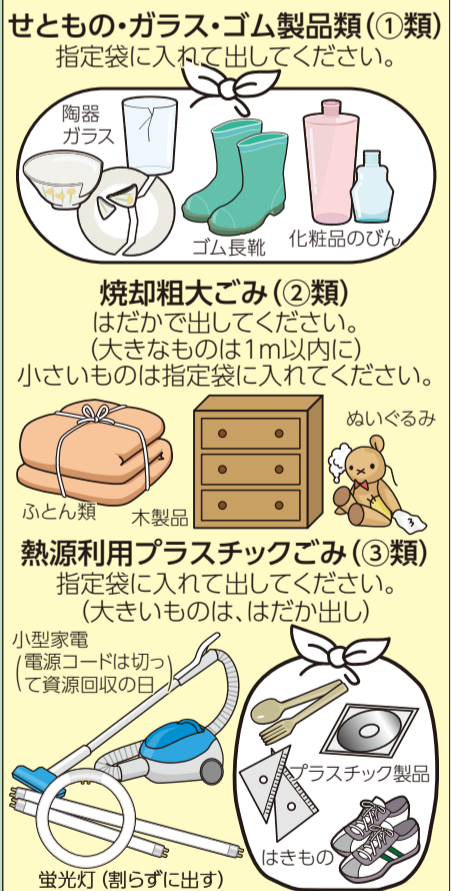 せともの・ガラス・ゴム製品類(①類)
指定袋に入れて出してください。
陶器
ガラス
ゴム長靴
化粧品のびん
焼却粗大ごみ(②類)
はだかで出してください。
(大きなものは1m以内に)
小さいものは指定袋に入れてください。
ふとん類
木製品
ぬいぐるみ
熱源利用プラスチックごみ(③類)
指定袋に入れて出してください。
(大きいものは、はだか出し)
小型家電
(電源コードは切っ
て資源回収の日)
プラスチック製品
はきもの
蛍光灯(割らずに出す)